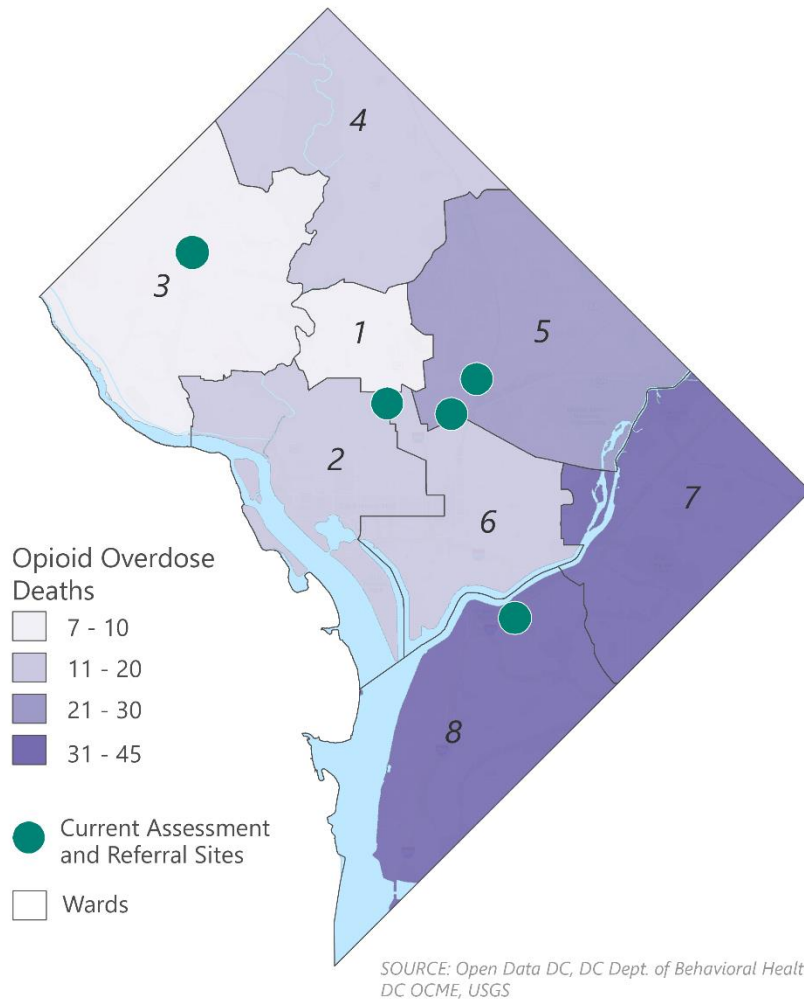 4
3
1
5
2
7
6
8
Opioid Overdose
Deaths
7 - 10
11 - 20
21 - 30
31 - 45
Current Assessment
and Referral Sites
Wards
SOURCE: Open Data DC, DC Dept. of Behavioral Healt
DC OCME, USGS